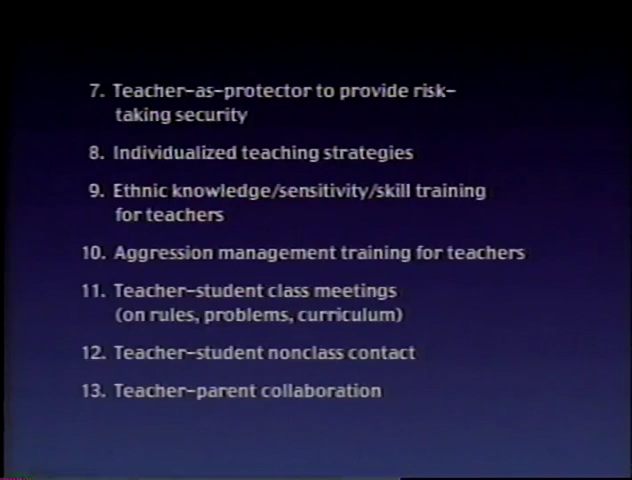 7. Teacher-as-protector to provide risk-
taking security
8. Individualized teaching strategies
9. Ethnic knowledge/sensitivity/skill training
for teachers
10. Aggression management training for teachers
11. Teacher-student class meetings
(on rules, problems, curriculum)
12. Teacher-student nonclass contact
13. Teacher-parent collaboration